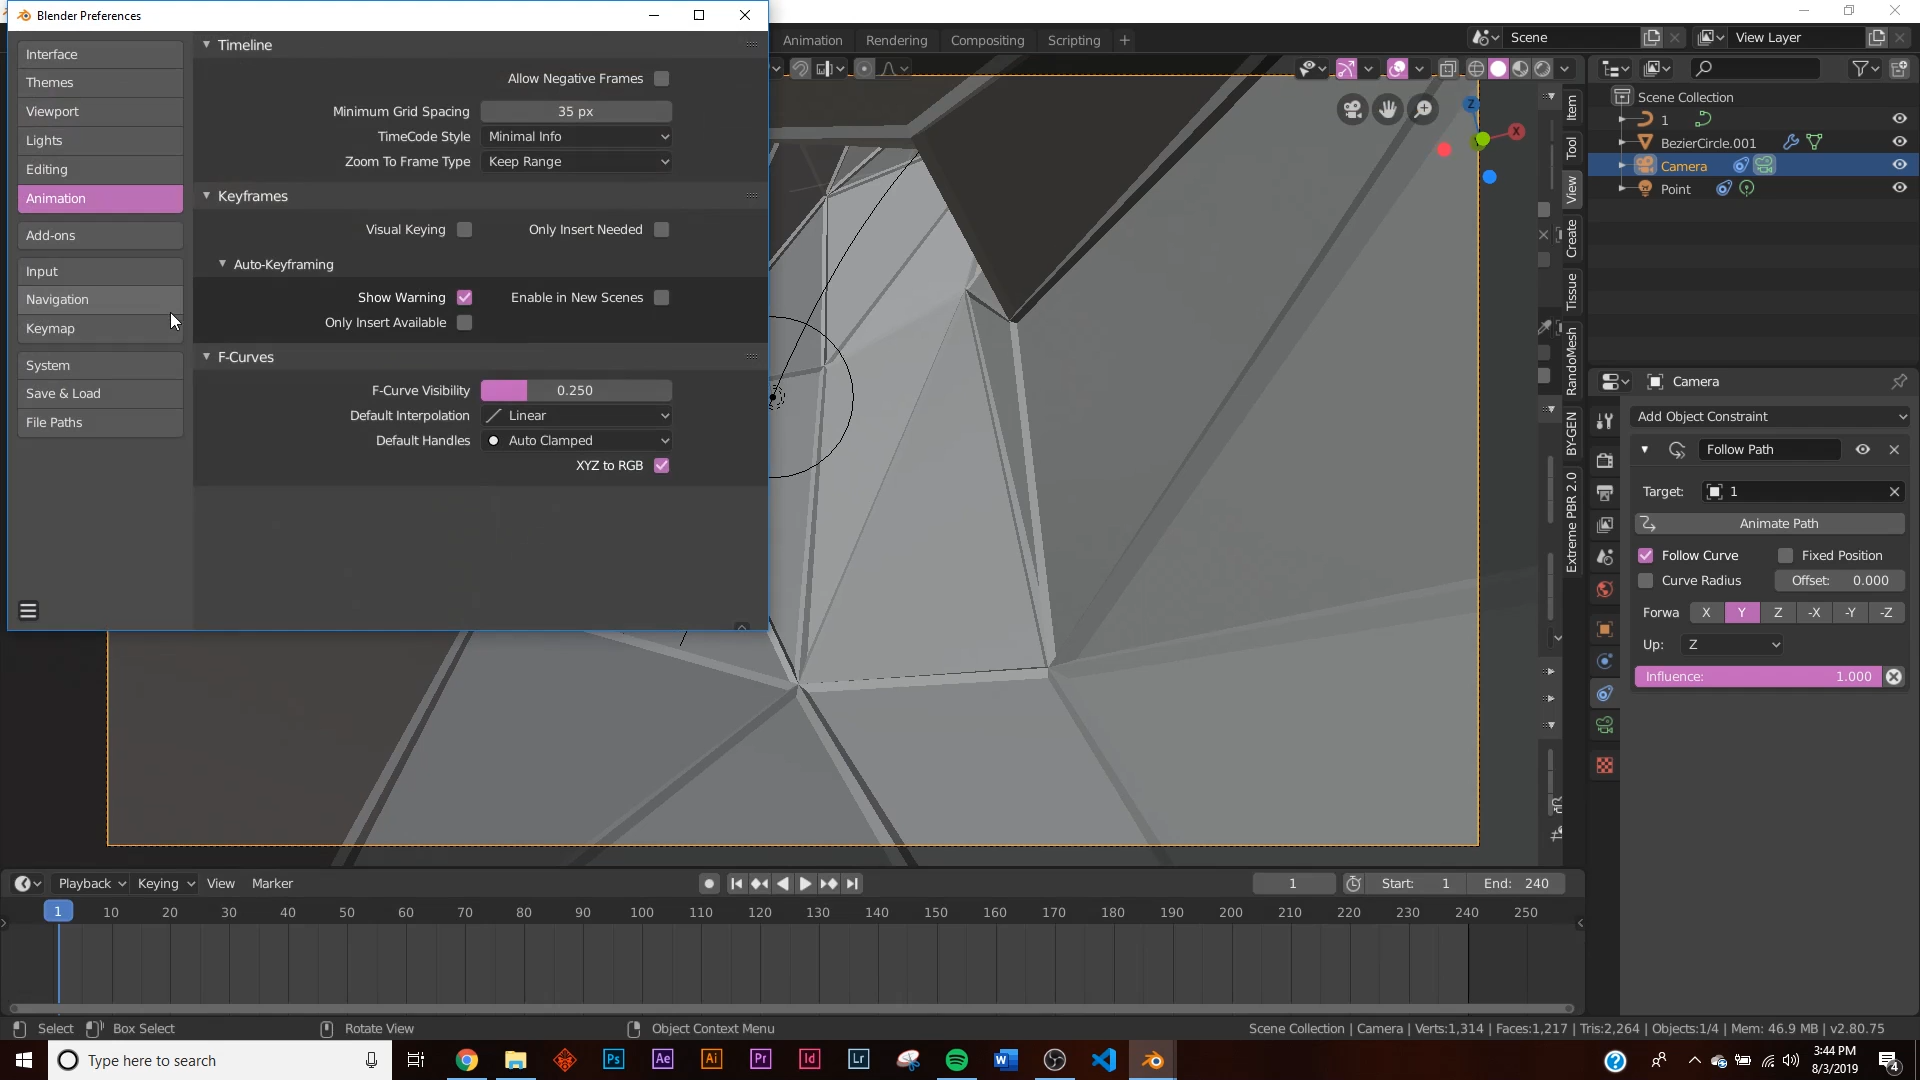 Blender Preferences
Interface
Themes
Viewport
Lights
Editing
Animation
Add-ons
Input
Navigation
Keymap
System
Save & Load
File Paths
Timeline
Allow Negative Frames
Minimum Grid Spacing 35 px
TimeCode Style Minimal Info
Zoom To Frame Type Keep Range
Keyframes
Visual Keying Only Insert Needed
Auto-Keyframing
Show Warning Enable in New Scenes
Only Insert Available
F-Curves
F-Curve Visibility 0.250
Default Interpolation Linear
Default Handles Auto Clamped
XYZ to RGB
Animation Rendering Compositing Scripting
Scene View Layer
Z
X
Item
Tool
View
Create
Tissue
RandoMesh
BY-GEN
Extreme PBR 2.0
Scene Collection
1
BezierCircle.001
Camera
Point
Camera
Add Object Constraint
Follow Path
Target: 1
Animate Path
Follow Curve Fixed Position
Curve Radius Offset: 0.000
Forwa X Y Z -X -Y -Z
Up: Z
Influence: 1.000
Playback Keying View Marker 1 Start: 1 End: 240
1 10 20 30 40 50 60 70 80 90 100 110 120 130 140 150 160 170 180 190 200 210 220 230 240 250
Select Box Select Rotate View Object Context Menu Scene Collection | Camera | Verts:1,314 | Faces:1,217 | Tris:2,264 | Objects:1/4 | Mem: 46.9 MB | v2.80.75
Type here to search Ps Ae Ai Pr Id Lr W 3:44 PM
8/3/2019
4